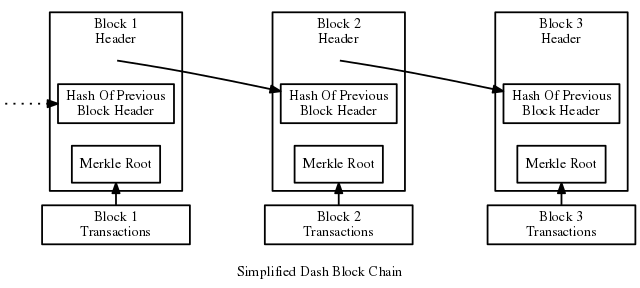 Block 1
Header
Hash Of Previous
Block Header
Merkle Root
Block 1
Transactions
Block 2
Header
Hash Of Previous
Block Header
Merkle Root
Block 2
Transactions
Block 3
Header
Hash Of Previous
Block Header
Merkle Root
Block 3
Transactions
Simplified Dash Block Chain